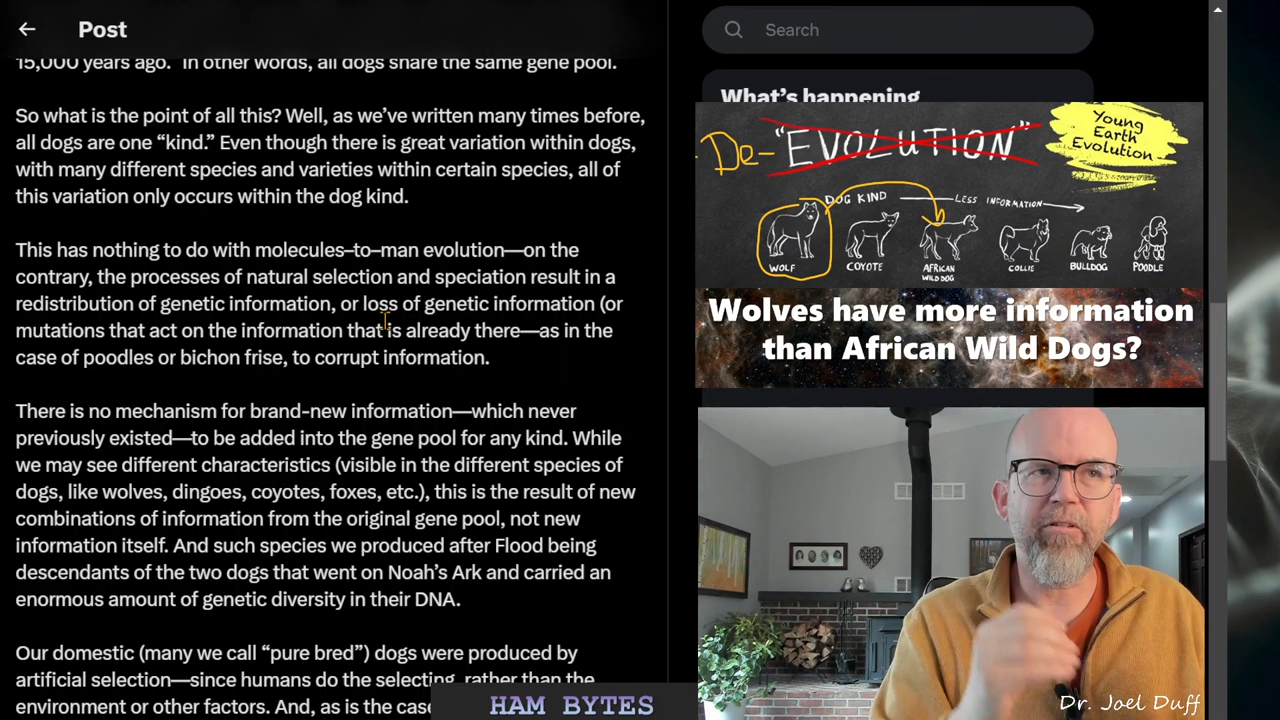 Post
15,000 years ago.  In other words, all dogs share the same gene pool.
So what is the point of all this? Well, as we’ve written many times before,
all dogs are one “kind.” Even though there is great variation within dogs,
with many different species and varieties within certain species, all of
this variation only occurs within the dog kind.
This has nothing to do with molecules–to–man evolution—on the
contrary, the processes of natural selection and speciation result in a
redistribution of genetic information, or loss of genetic information (or
mutations that act on the information that is already there—as in the
case of poodles or bichon frise, to corrupt information.
There is no mechanism for brand-new information—which never
previously existed—to be added into the gene pool for any kind. While
we may see different characteristics (visible in the different species of
dogs, like wolves, dingoes, coyotes, foxes, etc.), this is the result of new
combinations of information from the original gene pool, not new
information itself. And such species we produced after Flood being
descendants of the two dogs that went on Noah’s Ark and carried an
enormous amount of genetic diversity in their DNA.
Our domestic (many we call “pure bred”) dogs were produced by
artificial selection—since humans do the selecting, rather than the
environment or other factors. And, as is the case
HAM BYTES
Search
What’s happening
De-"EVOLUTION"
Young
Earth
Evolution
DOG KIND
LESS INFORMATION
WOLF
COYOTE
AFRICAN
WILD DOG
COLLIE
BULLDOG
POODLE
Wolves have more information
than African Wild Dogs?
Dr. Joel Duff